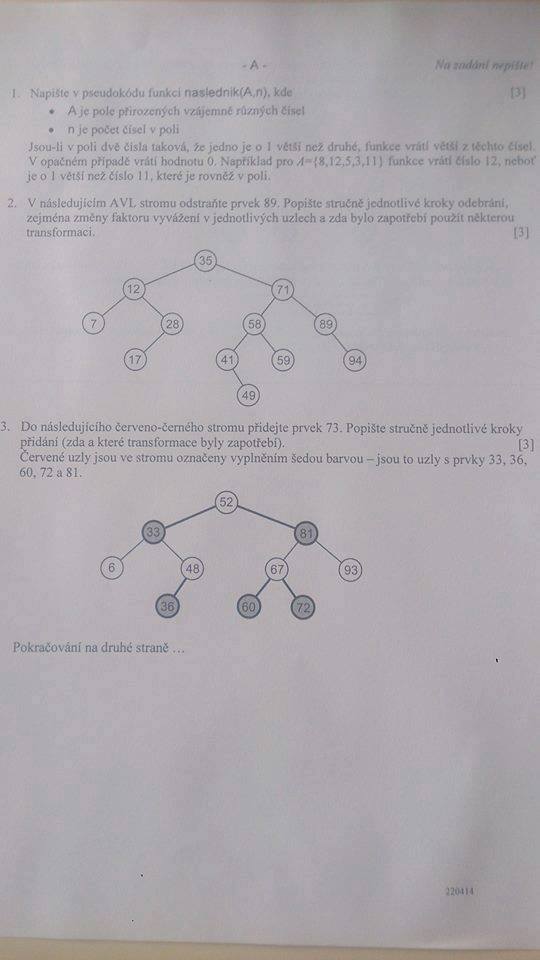 - A -
Na zadání nepište!
1. Napište v pseudokódu funkci naslednik(A,n), kde [3]
• A je pole přirozených vzájemně různých čísel
• n je počet čísel v poli
Jsou-li v poli dvě čísla taková, že jedno je o 1 větší než druhé, funkce vrátí větší z těchto čísel.
V opačném případě vrátí hodnotu 0. Například pro A={8,12,5,3,11} funkce vrátí číslo 12, neboť
je o 1 větší než číslo 11, které je rovněž v poli.
2. V následujícím AVL stromu odstraňte prvek 89. Popište stručně jednotlivé kroky odebrání,
zejména změny faktoru vyvážení v jednotlivých uzlech a zda bylo zapotřebí použít některou
transformaci. [3]
35
12 71
7 28 58 89
17 41 59 94
49
3. Do následujícího červeno-černého stromu přidejte prvek 73. Popište stručně jednotlivé kroky
přidání (zda a které transformace byly zapotřebí). [3]
Červené uzly jsou ve stromu označeny vyplněním šedou barvou – jsou to uzly s prvky 33, 36,
60, 72 a 81.
52
33 81
6 48 67 93
36 60 72
Pokračování na druhé straně ...
220414